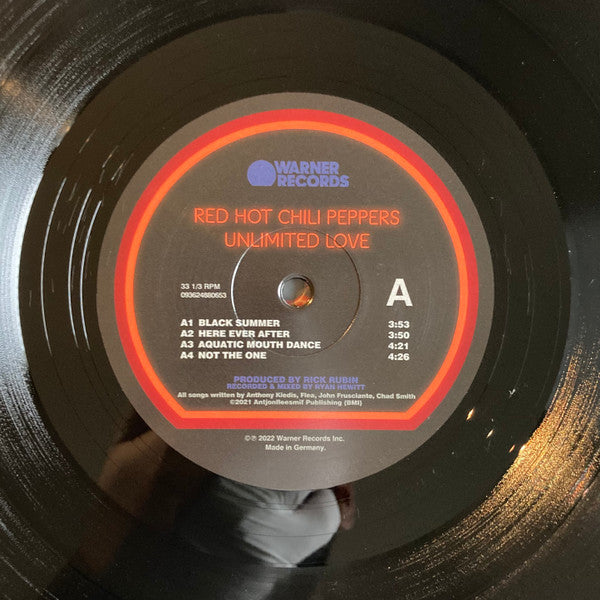 WARNER
RECORDS
RED HOT CHILI PEPPERS
UNLIMITED LOVE
33 1/3 RPM
093624880653
A
A1 BLACK SUMMER 3:53
A2 HERE EVER AFTER 3:50
A3 AQUATIC MOUTH DANCE 4:21
A4 NOT THE ONE 4:26
PRODUCED BY RICK RUBIN
RECORDED & MIXED BY RYAN HEWITT
All songs written by Anthony Kiedis, Flea, John Frusciante, Chad Smith
©2021 Antjonfleesmif Publishing (BMI)
©℗ 2022 Warner Records Inc.
Made in Germany.